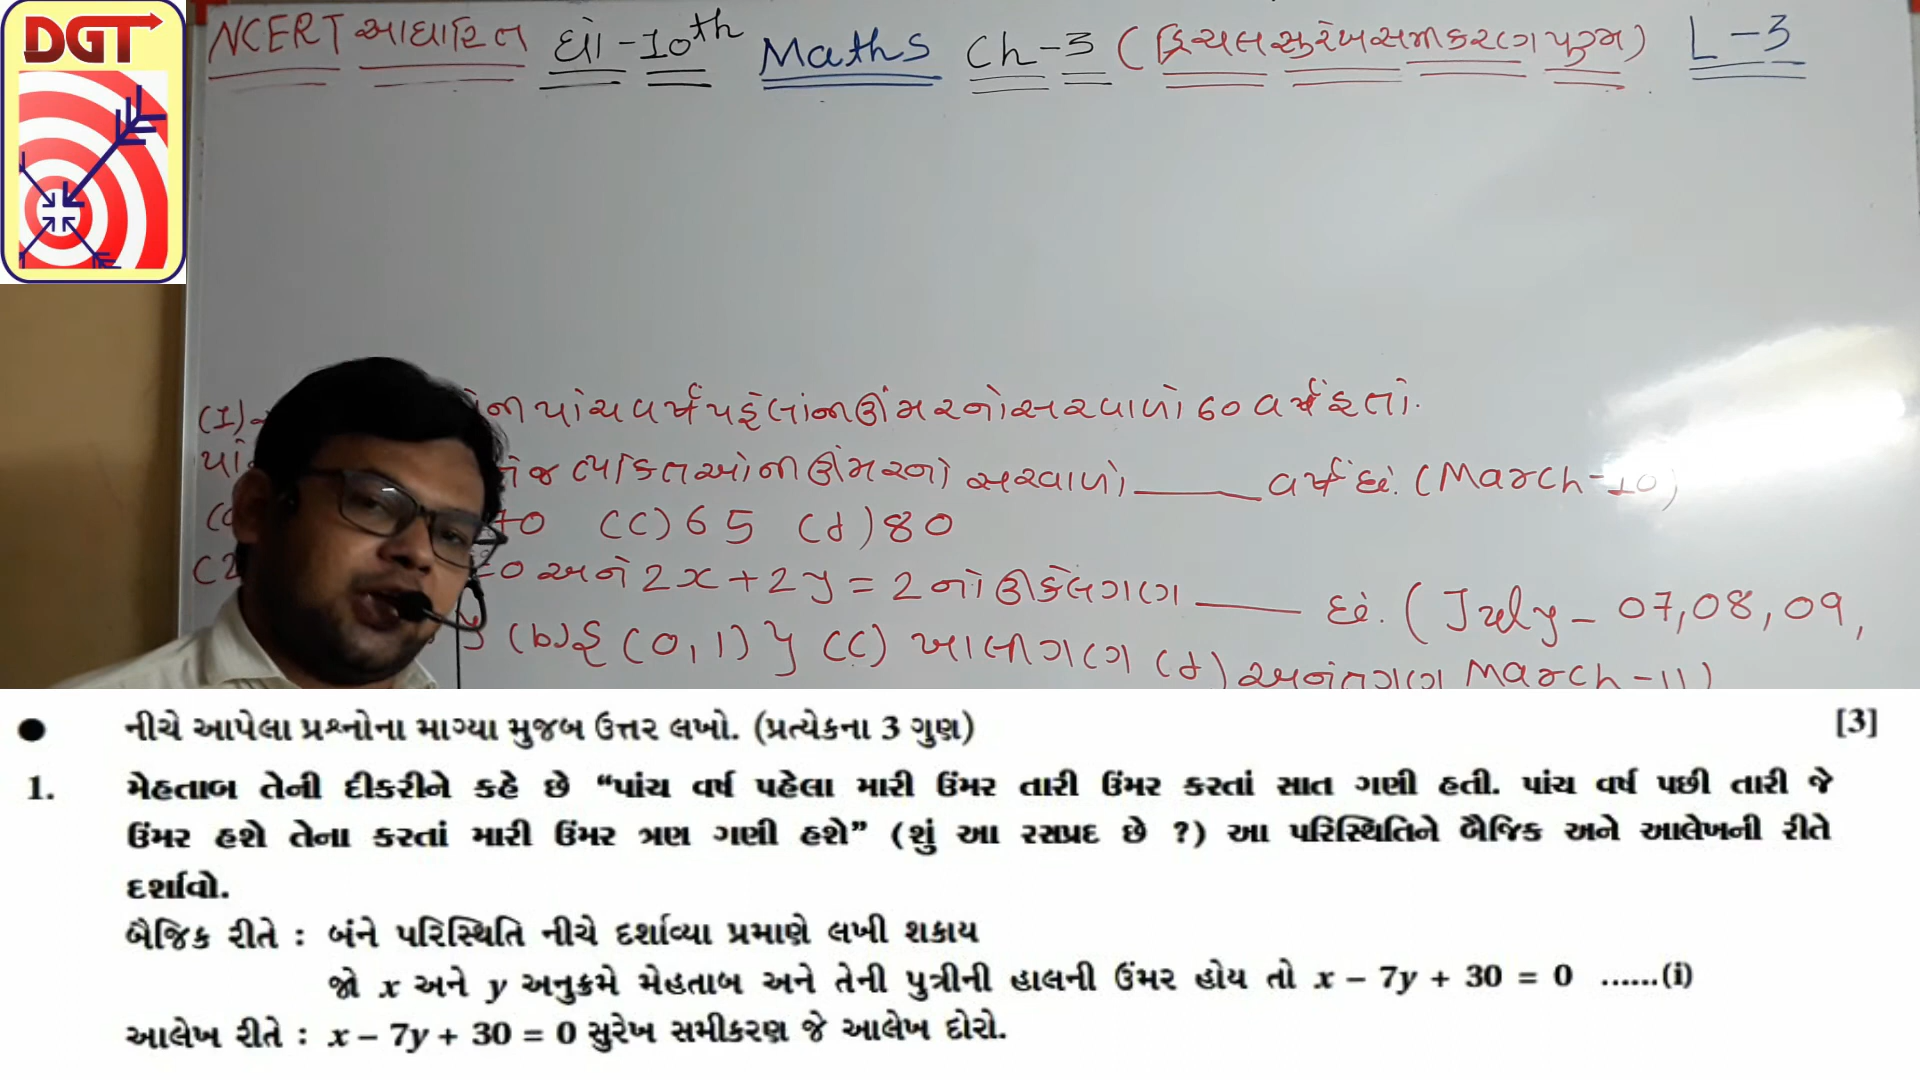 DGT
NCERT આધારિત ધો-10th Maths Ch-3 (દ્વિચલ સુરેખ સમીકરણ યુગ્મ) L-3
(1) પાંચ વર્ષ પહેલાંના ઊંમરનો સરવાળો 60 વર્ષ હતો.
વ્યક્તિઓના ઊંમરનો સરવાળો ______ વર્ષ છે. (March-10)
(c) 65 (d) 80
અને 2x + 2y = 2 નો ઊકેલગણ ______ છે. (July - 07, 08, 09,
(b) {(0, 1)} (c) ખાલીગણ (d) અનંતગણ March-11)
● નીચે આપેલા પ્રશ્નોના માગ્યા મુજબ ઉત્તર લખો. (પ્રત્યેકના 3 ગુણ) [3]
1. મેહતાબ તેની દીકરીને કહે છે “પાંચ વર્ષ પહેલા મારી ઉંમર તારી ઉંમર કરતાં સાત ગણી હતી. પાંચ વર્ષ પછી તારી જે
ઉંમર હશે તેના કરતાં મારી ઉંમર ત્રણ ગણી હશે” (શું આ રસપ્રદ છે ?) આ પરિસ્થિતિને બૈજિક અને આલેખની રીતે
દર્શાવો.
બૈજિક રીતે : બંને પરિસ્થિતિ નીચે દર્શાવ્યા પ્રમાણે લખી શકાય
જો x અને y અનુક્રમે મેહતાબ અને તેની પુત્રીની હાલની ઉંમર હોય તો x – 7y + 30 = 0 ......(i)
આલેખ રીતે : x – 7y + 30 = 0 સુરેખ સમીકરણ જે આલેખ દોરો.